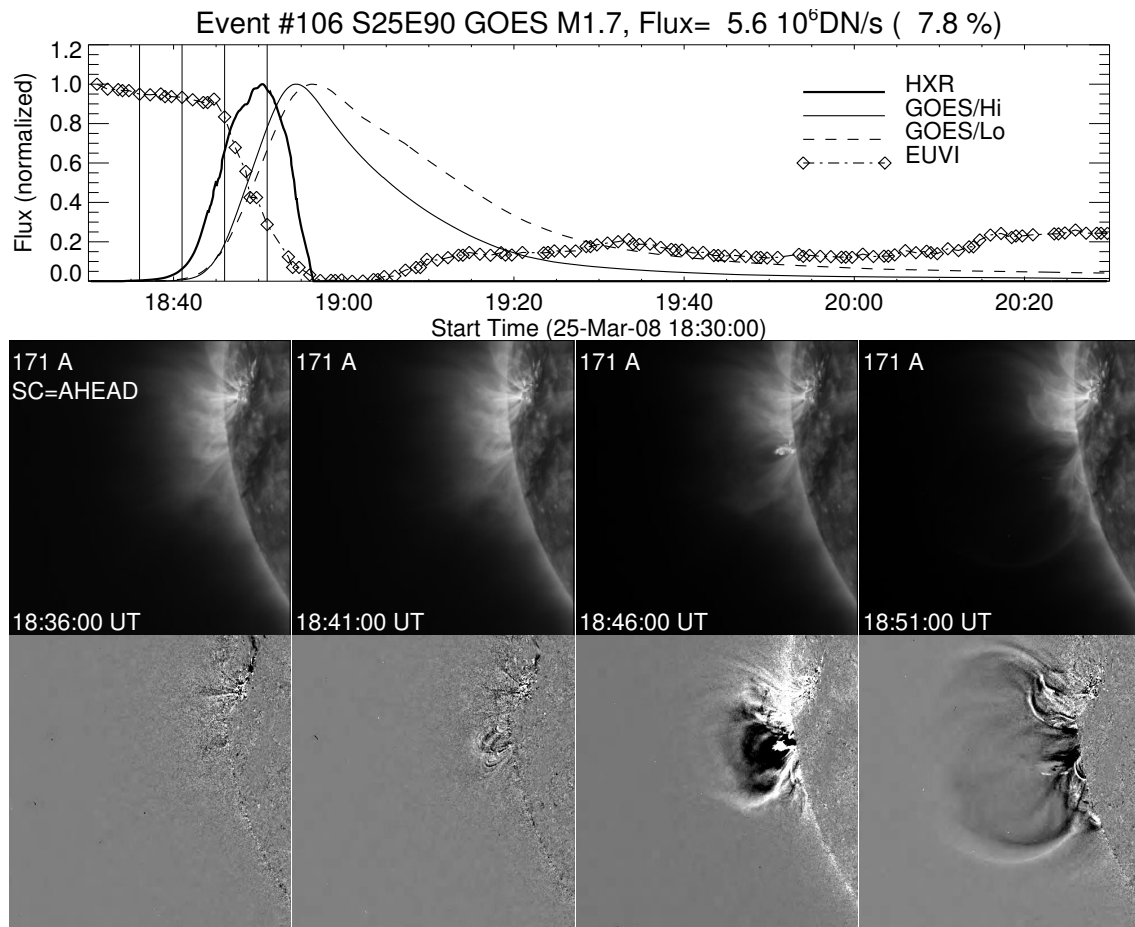 Event #106 S25E90 GOES M1.7, Flux= 5.6 10⁶DN/s ( 7.8 %)
Flux (normalized)
1.2
1.0
0.8
0.6
0.4
0.2
0.0
HXR
GOES/Hi
GOES/Lo
EUVI
18:40 19:00 19:20 19:40 20:00 20:20
Start Time (25-Mar-08 18:30:00)
171 A 171 A 171 A 171 A
SC=AHEAD
18:36:00 UT 18:41:00 UT 18:46:00 UT 18:51:00 UT